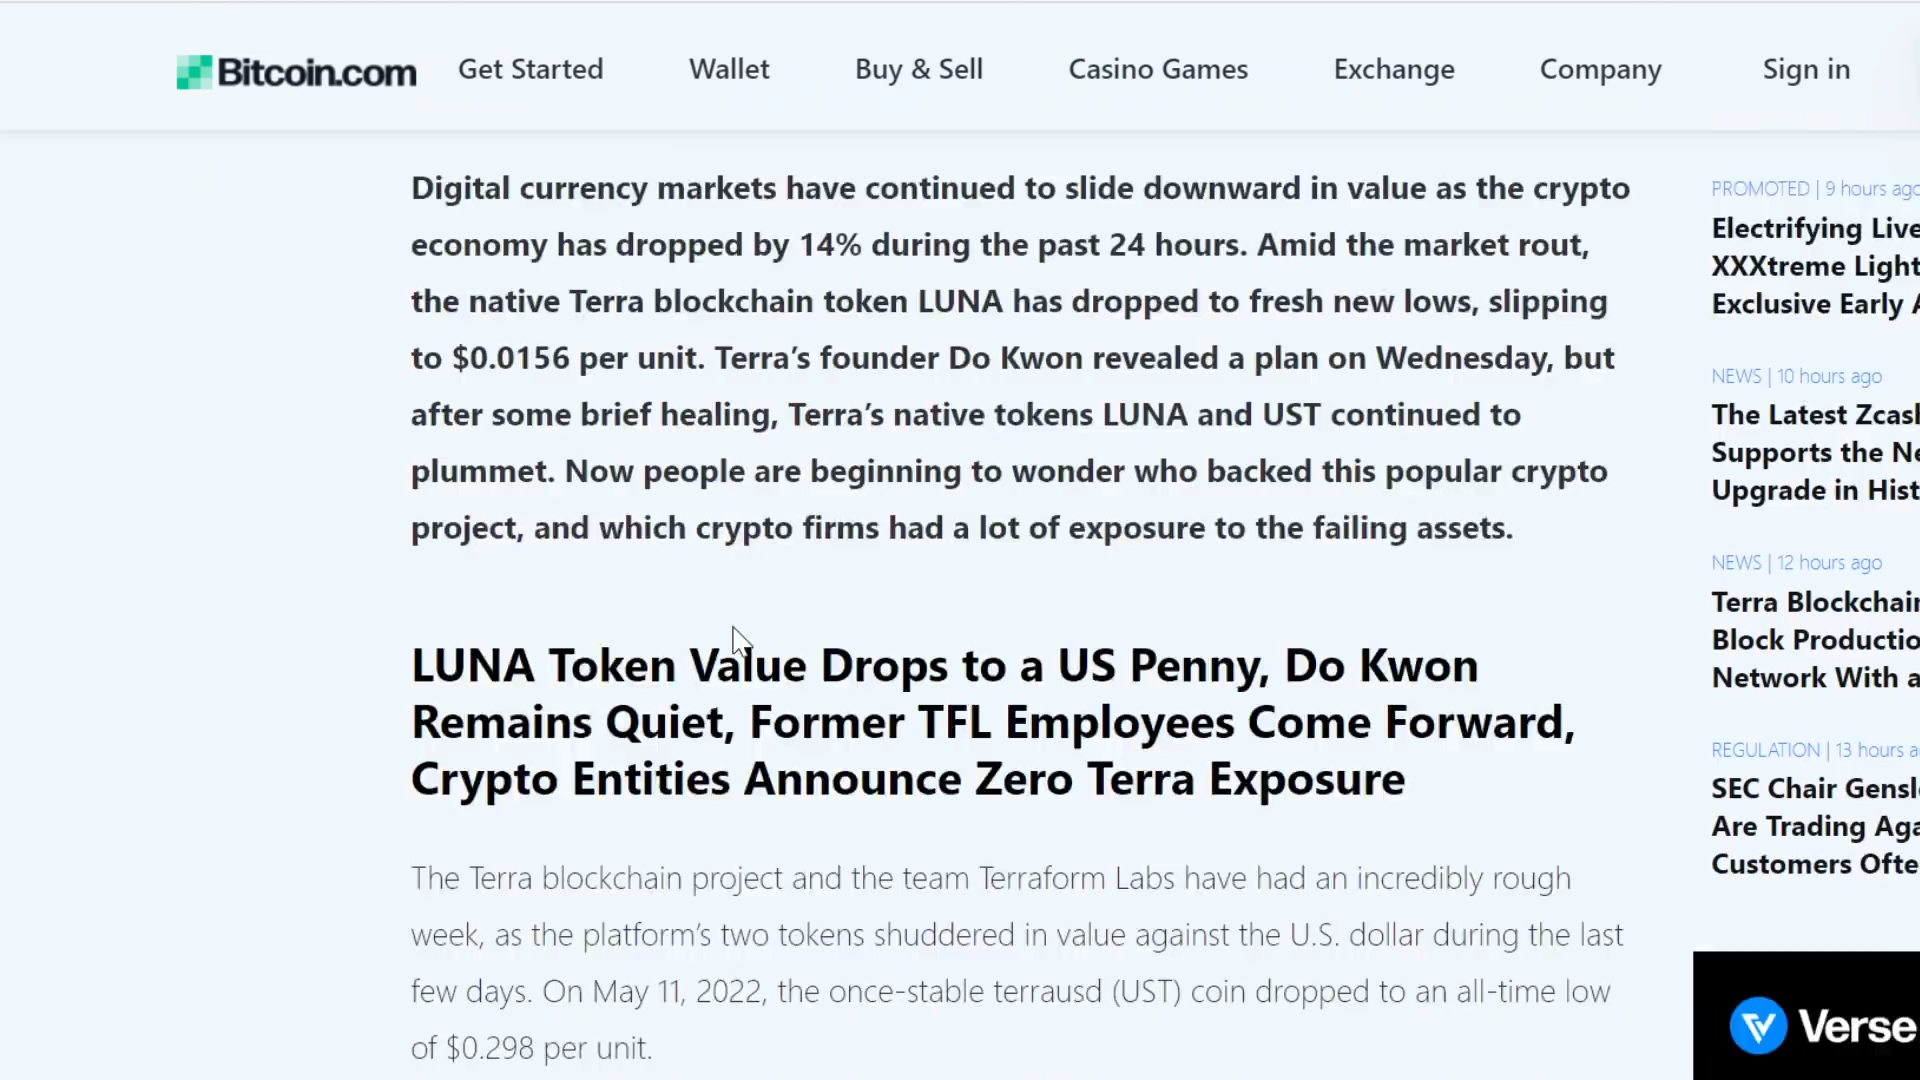 Bitcoin.com Get Started Wallet Buy & Sell Casino Games Exchange Company Sign in
Digital currency markets have continued to slide downward in value as the crypto
economy has dropped by 14% during the past 24 hours. Amid the market rout,
the native Terra blockchain token LUNA has dropped to fresh new lows, slipping
to $0.0156 per unit. Terra’s founder Do Kwon revealed a plan on Wednesday, but
after some brief healing, Terra’s native tokens LUNA and UST continued to
plummet. Now people are beginning to wonder who backed this popular crypto
project, and which crypto firms had a lot of exposure to the failing assets.
LUNA Token Value Drops to a US Penny, Do Kwon
Remains Quiet, Former TFL Employees Come Forward,
Crypto Entities Announce Zero Terra Exposure
The Terra blockchain project and the team Terraform Labs have had an incredibly rough
week, as the platform’s two tokens shuddered in value against the U.S. dollar during the last
few days. On May 11, 2022, the once-stable terrausd (UST) coin dropped to an all-time low
of $0.298 per unit.
PROMOTED | 9 hours ago
Electrifying Live
XXXtreme Light
Exclusive Early
NEWS | 10 hours ago
The Latest Zcas
Supports the Ne
Upgrade in Hist
NEWS | 12 hours ago
Terra Blockchain
Block Productio
Network With a
REGULATION | 13 hours a
SEC Chair Gensl
Are Trading Aga
Customers Ofte
Verse